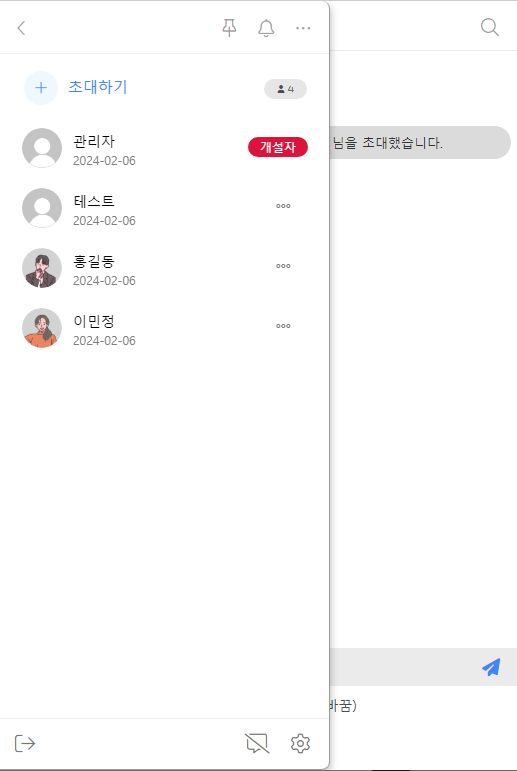 초대하기
4
관리자
2024-02-06
개설자
님을 초대했습니다.
테스트
2024-02-06
홍길동
2024-02-06
이민정
2024-02-06
바꿈)